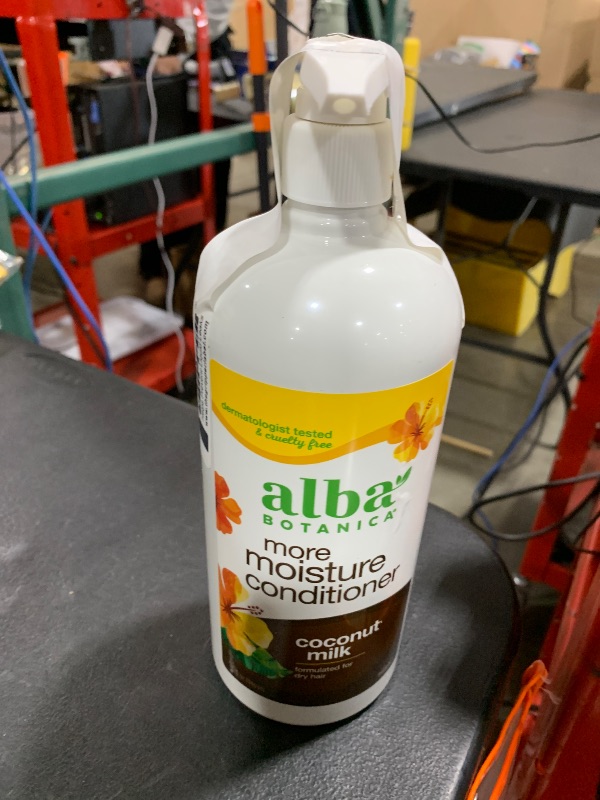 dermatologist tested
& cruelty free
alba
BOTANICA
more
moisture
conditioner
coconut
milk
formulated for
dry hair